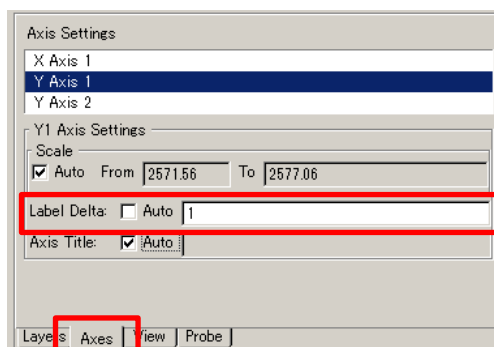 Axis Settings
X Axis 1
Y Axis 1
Y Axis 2
Y1 Axis Settings
Scale
Auto From 2571.56 To 2577.06
Label Delta: Auto 1
Axis Title: Auto
Layers Axes View Probe